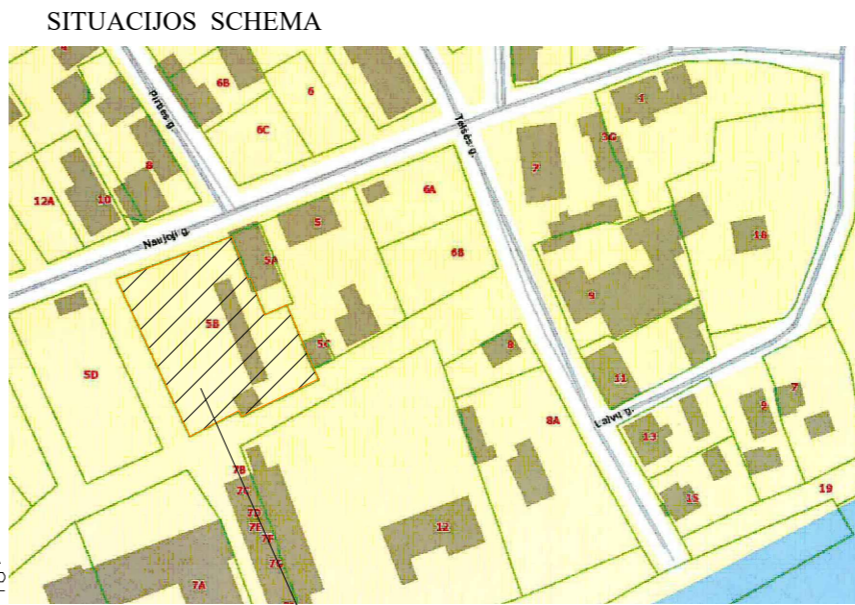 SITUACIJOS SCHEMA
6B
6
Pirties g.
6C
Telšės g.
1
3G
7
8
12A
10
6A
5
Naujoji g.
5A
6B
18
9
5B
5C
8
5D
11
7
9
8A
Laivų g.
13
7B
7C
15
19
7D
7E
12
7F
7G
7A